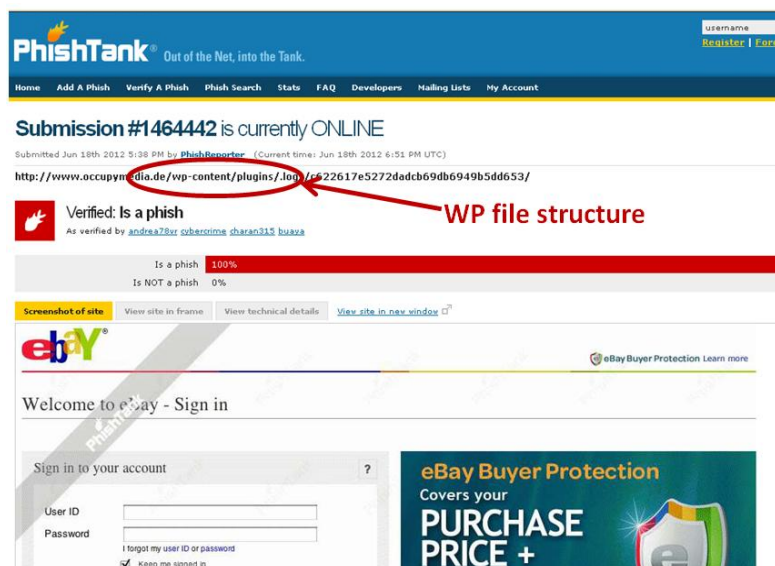 username
PhishTank® Out of the Net, into the Tank.
Register |
Home Add A Phish Verify A Phish Phish Search Stats FAQ Developers Mailing Lists My Account
Submission #1464442 is currently ONLINE
Submitted Jun 18th 2012 5:38 PM by PhishReporter (Current time: Jun 18th 2012 6:51 PM UTC)
http://www.occupymedia.de/wp-content/plugins/.logs/c622617e5272dadcb69db6949b5dd653/
WP file structure
Verified: Is a phish
As verified by andrea78vr cybercrime charan315 buaya
Is a phish 100%
Is NOT a phish 0%
Screenshot of site View site in frame View technical details View site in new window
ebaY®
eBay Buyer Protection Learn more
Welcome to eBay - Sign in
PhishTank
Sign in to your account ?
User ID
Password
I forgot my user ID or password
Keep me signed in
eBay Buyer Protection
Covers your
PURCHASE
PRICE +